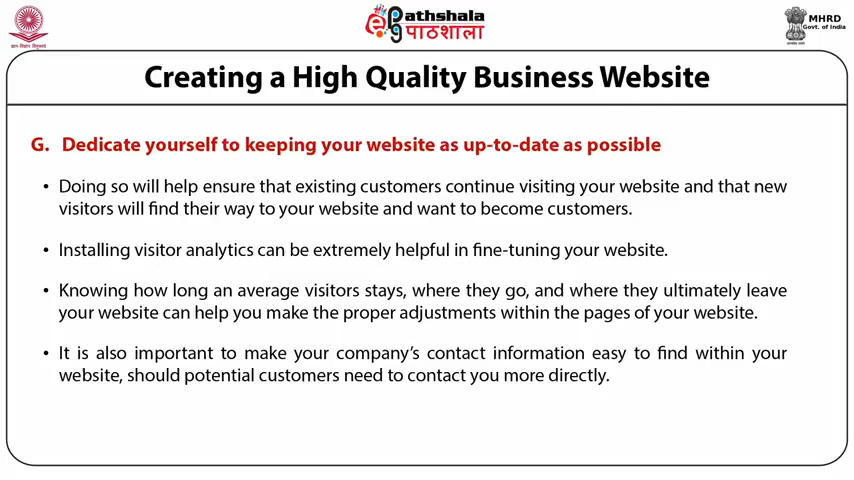 ePathshala
पाठशाला
MHRD
Govt. of India
Creating a High Quality Business Website
G. Dedicate yourself to keeping your website as up-to-date as possible
• Doing so will help ensure that existing customers continue visiting your website and that new
visitors will find their way to your website and want to become customers.
• Installing visitor analytics can be extremely helpful in fine-tuning your website.
• Knowing how long an average visitors stays, where they go, and where they ultimately leave
your website can help you make the proper adjustments within the pages of your website.
• It is also important to make your company’s contact information easy to find within your
website, should potential customers need to contact you more directly.